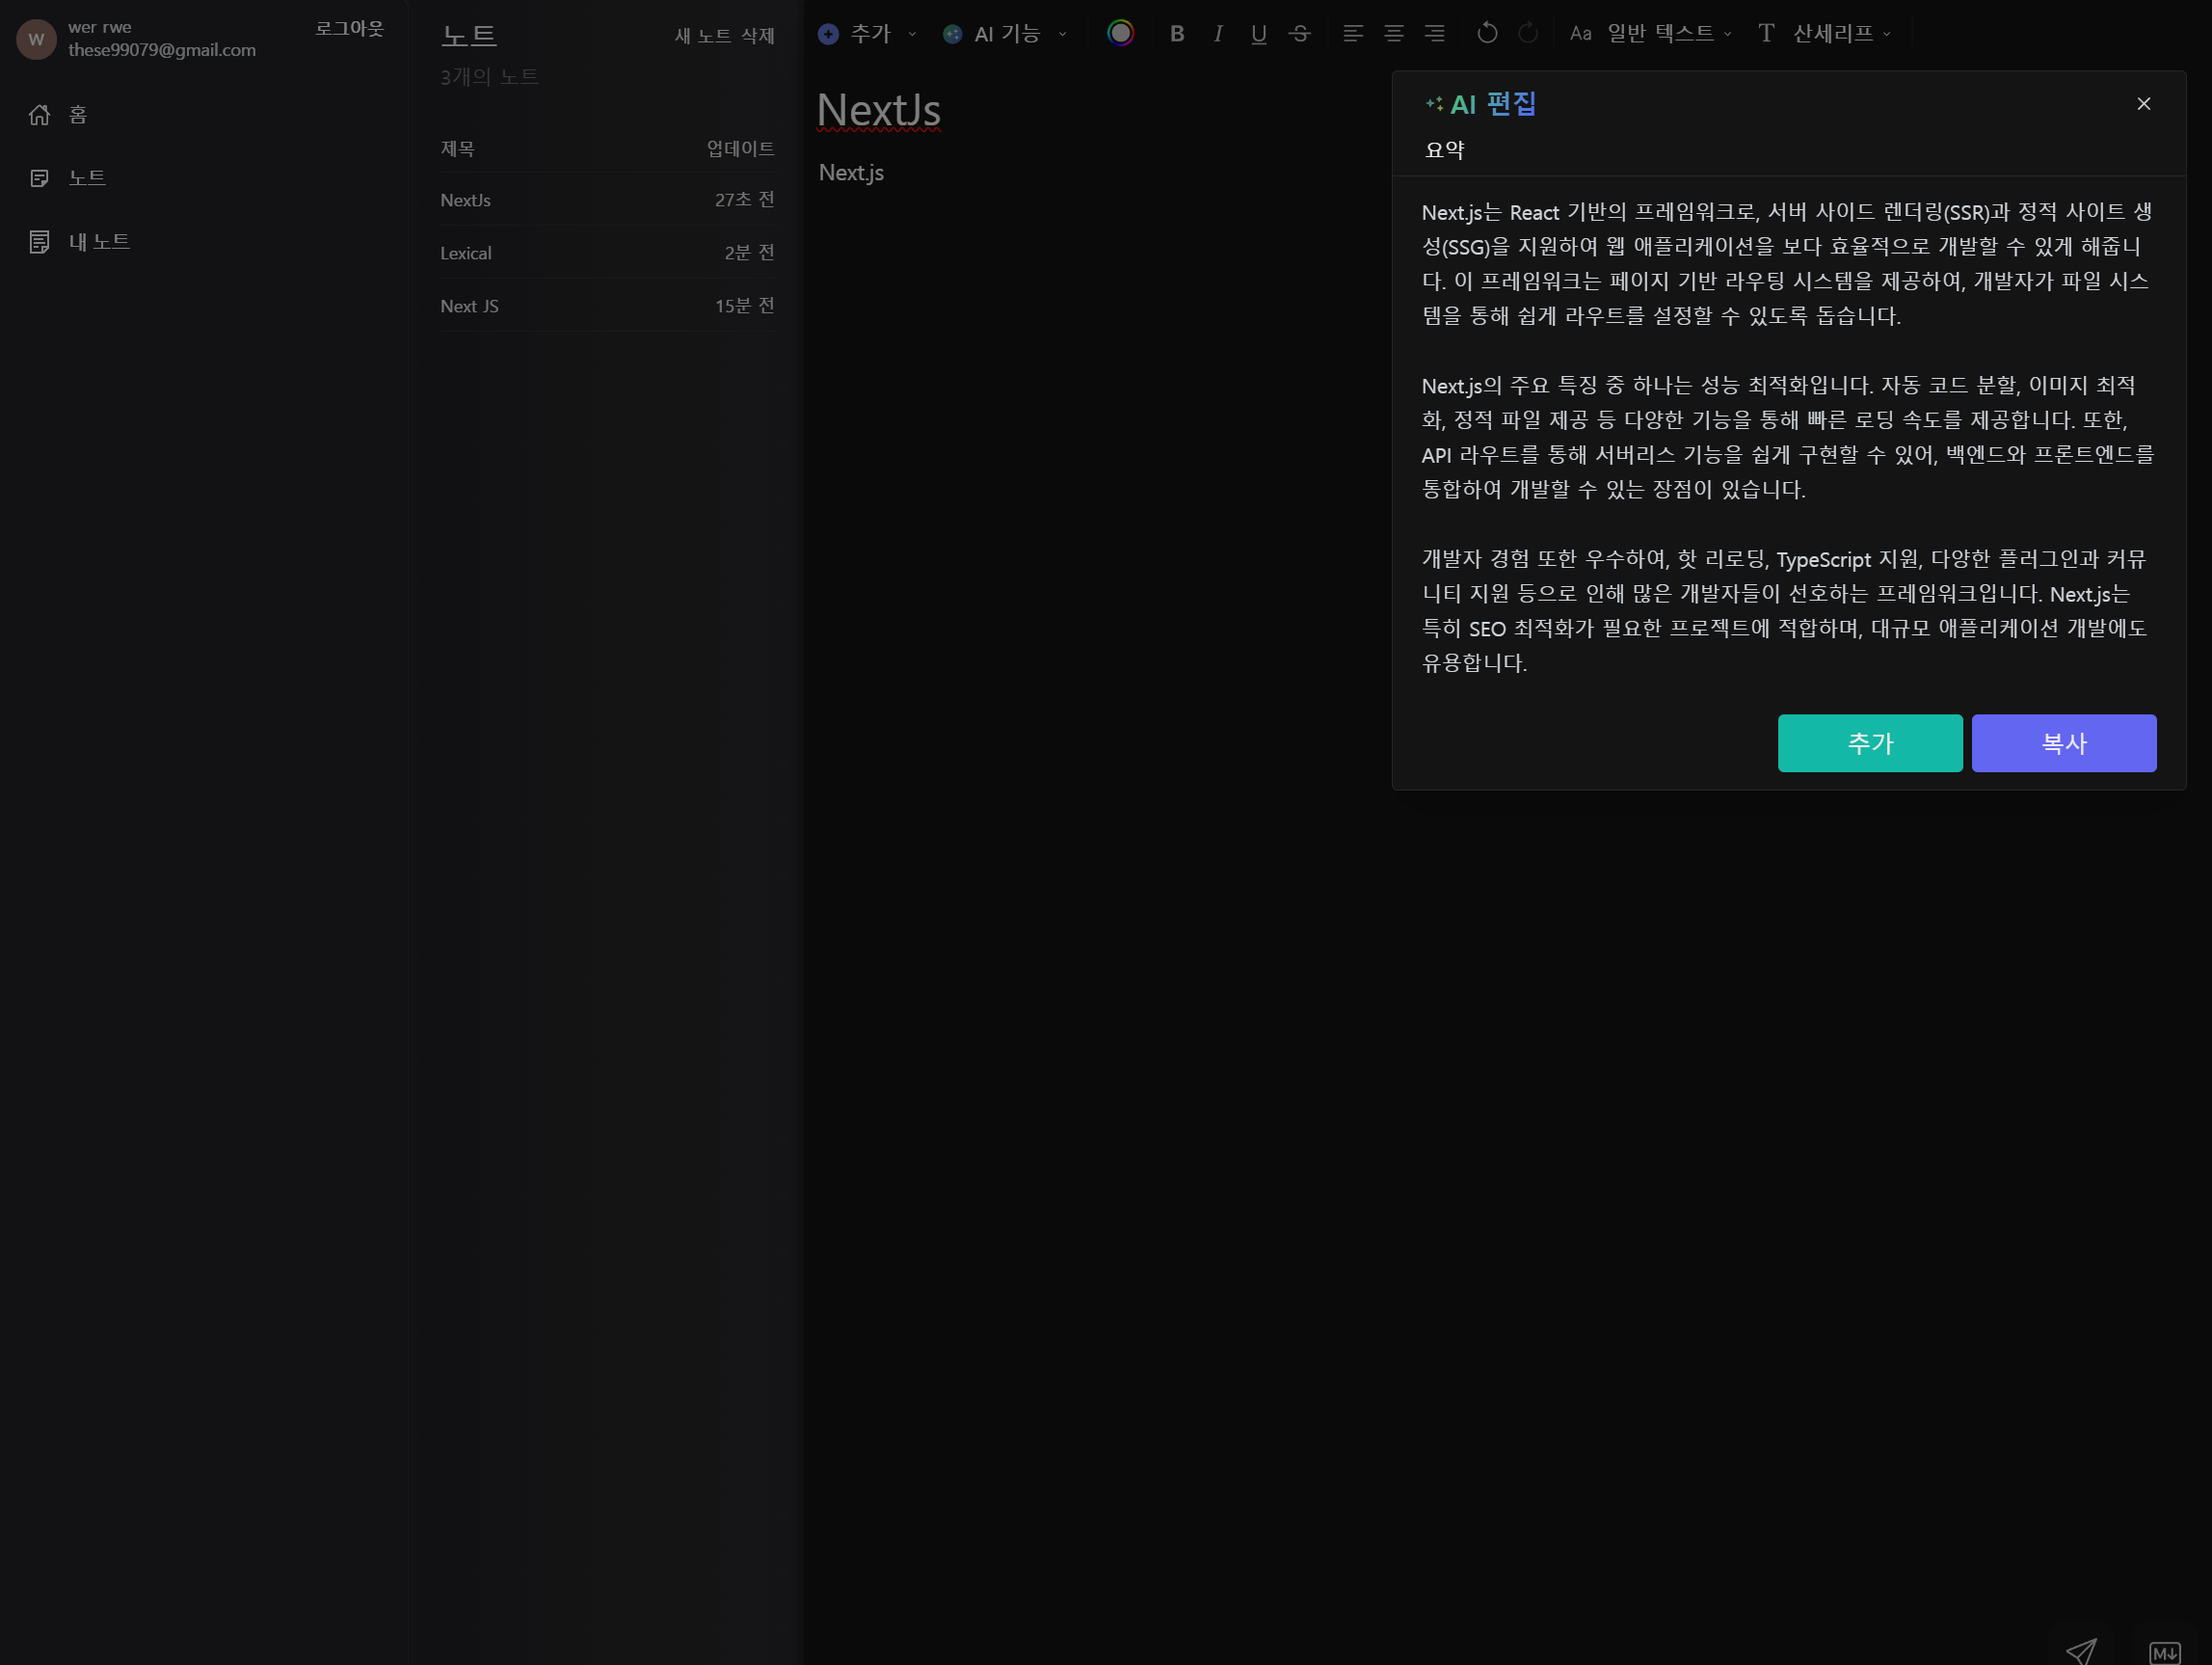 W
wer rwe
these99079@gmail.com
로그아웃
홈
노트
내 노트
노트
새 노트 삭제
3개의 노트
제목 업데이트
NextJs 27초 전
Lexical 2분 전
Next JS 15분 전
추가 AI 기능 B I U S Aa 일반 텍스트 T 산세리프
NextJs
Next.js
AI 편집
요약
Next.js는 React 기반의 프레임워크로, 서버 사이드 렌더링(SSR)과 정적 사이트 생
성(SSG)을 지원하여 웹 애플리케이션을 보다 효율적으로 개발할 수 있게 해줍니
다. 이 프레임워크는 페이지 기반 라우팅 시스템을 제공하여, 개발자가 파일 시스
템을 통해 쉽게 라우트를 설정할 수 있도록 돕습니다.
Next.js의 주요 특징 중 하나는 성능 최적화입니다. 자동 코드 분할, 이미지 최적
화, 정적 파일 제공 등 다양한 기능을 통해 빠른 로딩 속도를 제공합니다. 또한,
API 라우트를 통해 서버리스 기능을 쉽게 구현할 수 있어, 백엔드와 프론트엔드를
통합하여 개발할 수 있는 장점이 있습니다.
개발자 경험 또한 우수하여, 핫 리로딩, TypeScript 지원, 다양한 플러그인과 커뮤
니티 지원 등으로 인해 많은 개발자들이 선호하는 프레임워크입니다. Next.js는
특히 SEO 최적화가 필요한 프로젝트에 적합하며, 대규모 애플리케이션 개발에도
유용합니다.
추가 복사
M↓